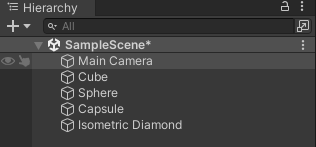 Hierarchy
All
SampleScene*
Main Camera
Cube
Sphere
Capsule
Isometric Diamond